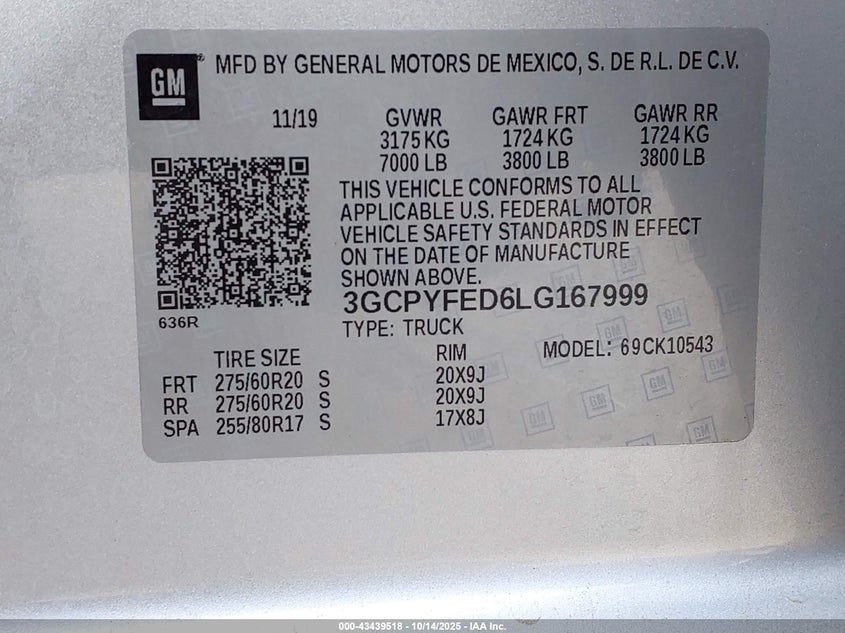 GM ® MFD BY GENERAL MOTORS DE MEXICO, S. DE R.L. DE C.V.
11/19 GVWR GAWR FRT GAWR RR
3175 KG 1724 KG 1724 KG
7000 LB 3800 LB 3800 LB
THIS VEHICLE CONFORMS TO ALL
APPLICABLE U.S. FEDERAL MOTOR
VEHICLE SAFETY STANDARDS IN EFFECT
ON THE DATE OF MANUFACTURE
SHOWN ABOVE.
3GCPYFED6LG167999
636R
TYPE: TRUCK
TIRE SIZE RIM MODEL: 69CK10543
FRT 275/60R20 S 20X9J
RR 275/60R20 S 20X9J
SPA 255/80R17 S 17X8J
000-43439518 - 10/14/2025 - IAA Inc.